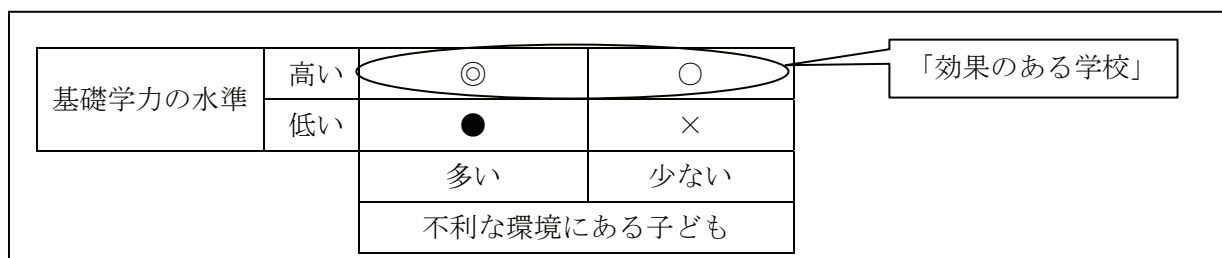 高い ◎ ○ 「効果のある学校」
基礎学力の水準
低い ● ×
多い 少ない
不利な環境にある子ども